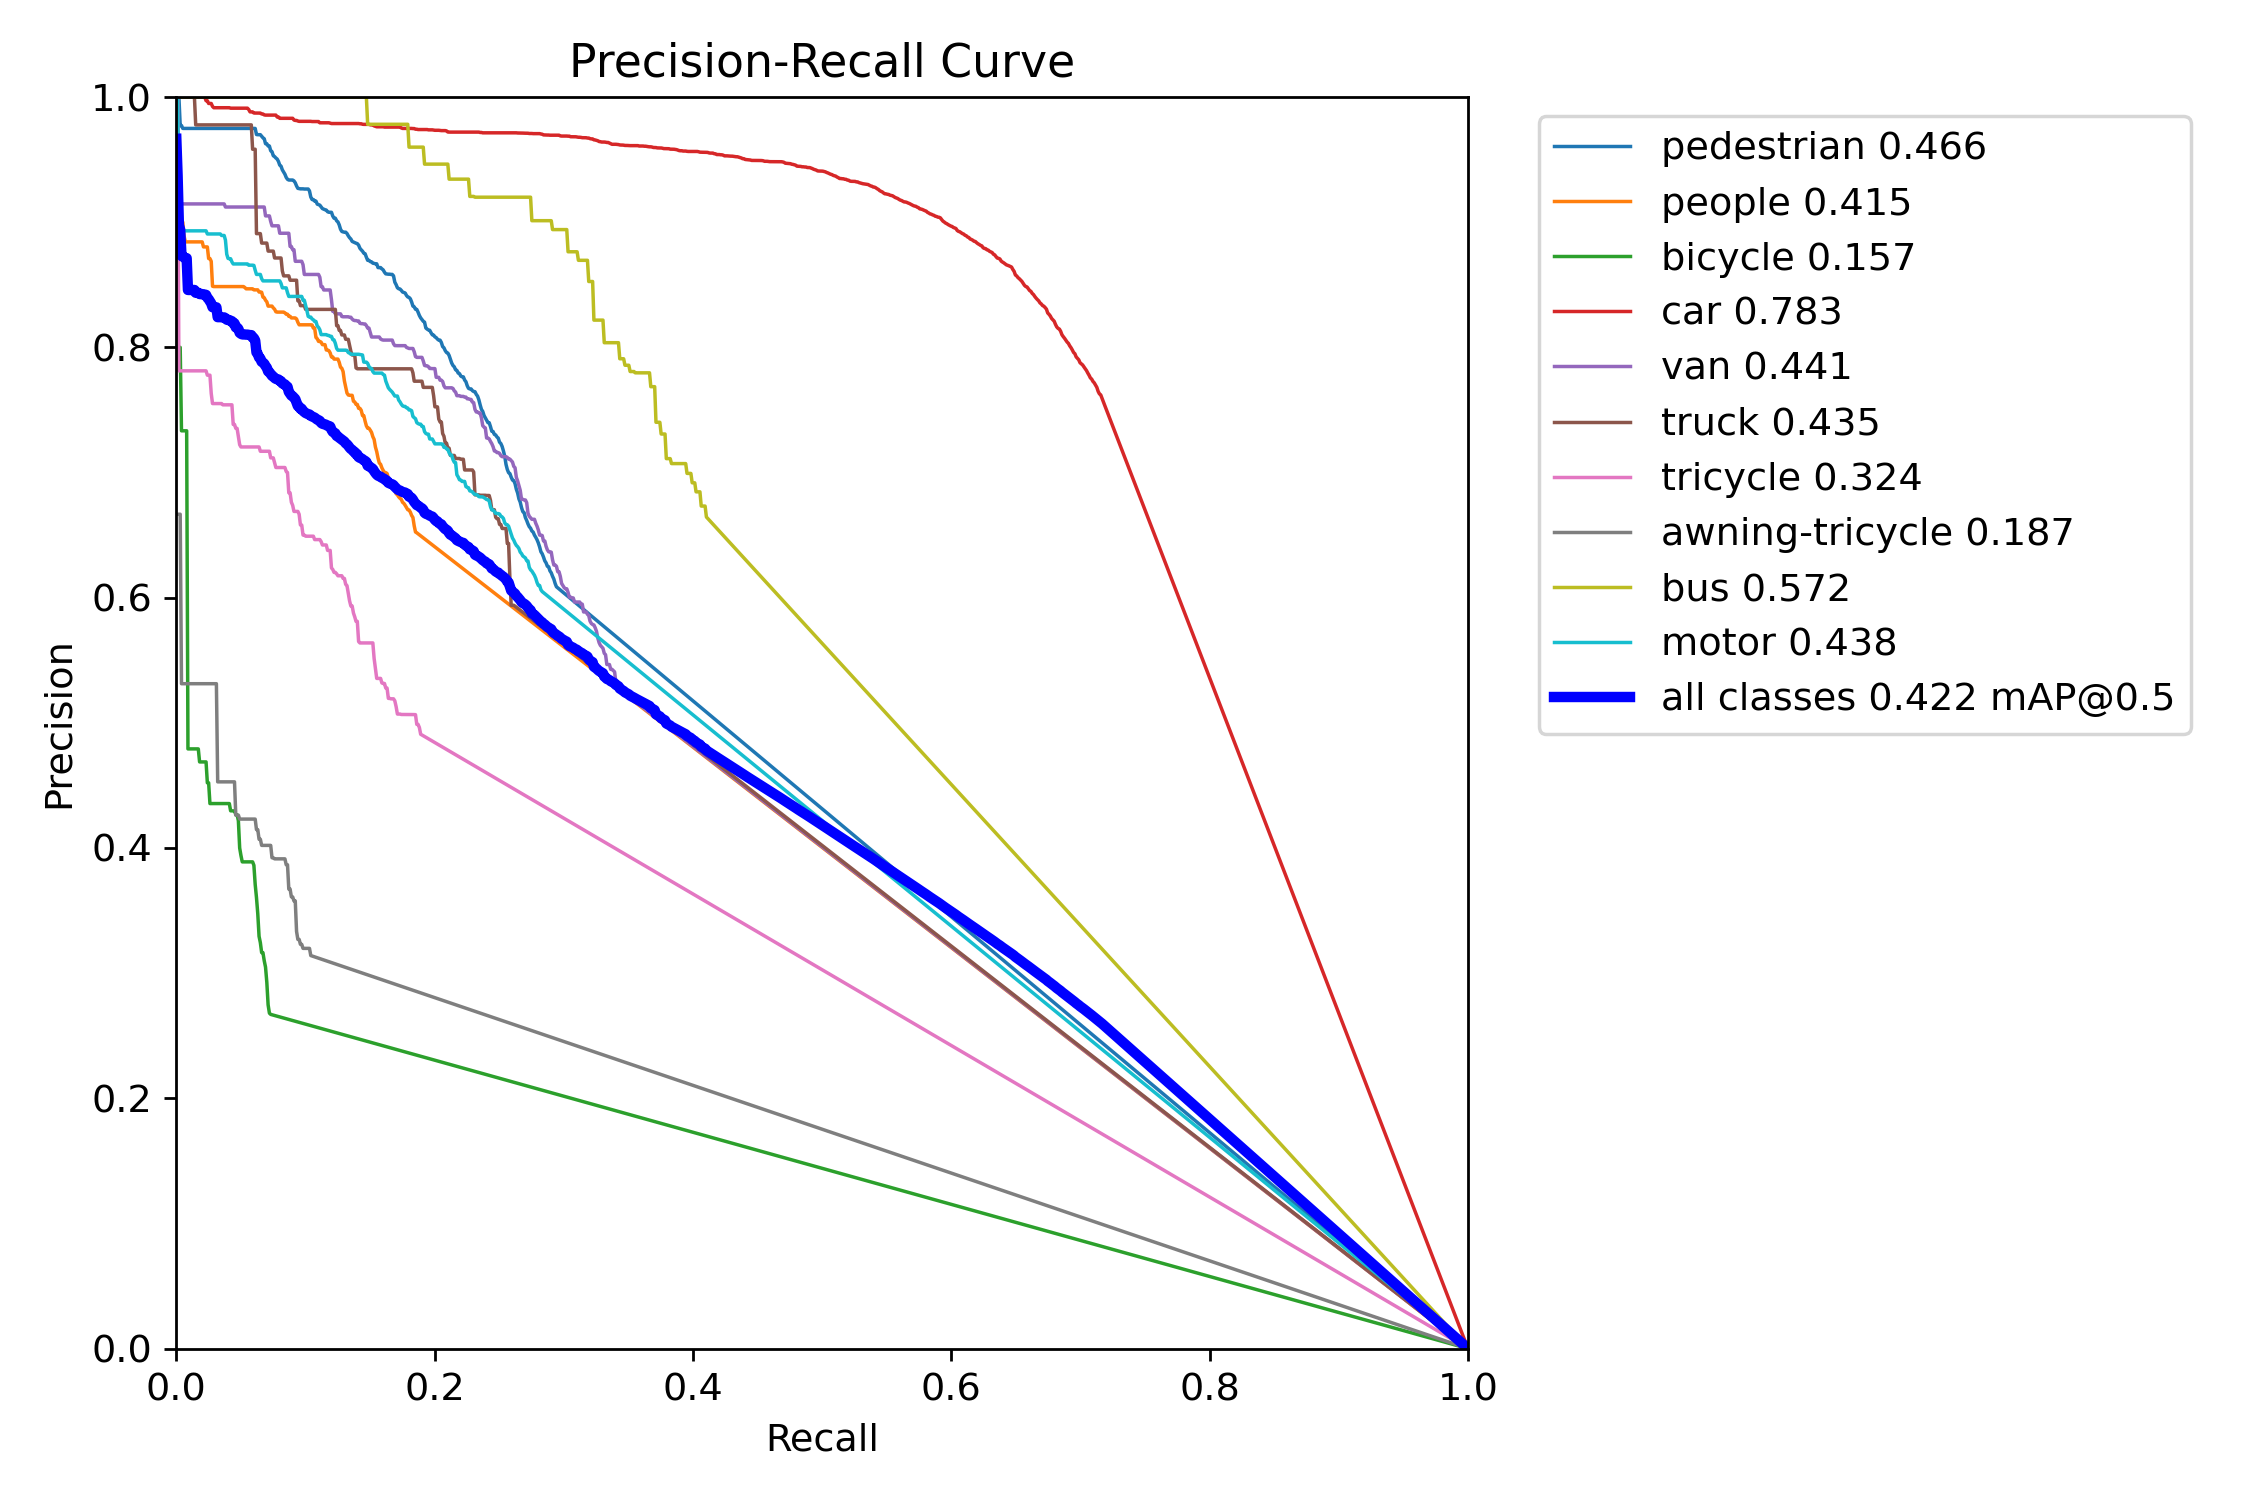 Precision-Recall Curve
1.0
0.8
0.6
0.4
0.2
0.0
Precision
0.0 0.2 0.4 0.6 0.8 1.0
Recall
pedestrian 0.466
people 0.415
bicycle 0.157
car 0.783
van 0.441
truck 0.435
tricycle 0.324
awning-tricycle 0.187
bus 0.572
motor 0.438
all classes 0.422 mAP@0.5